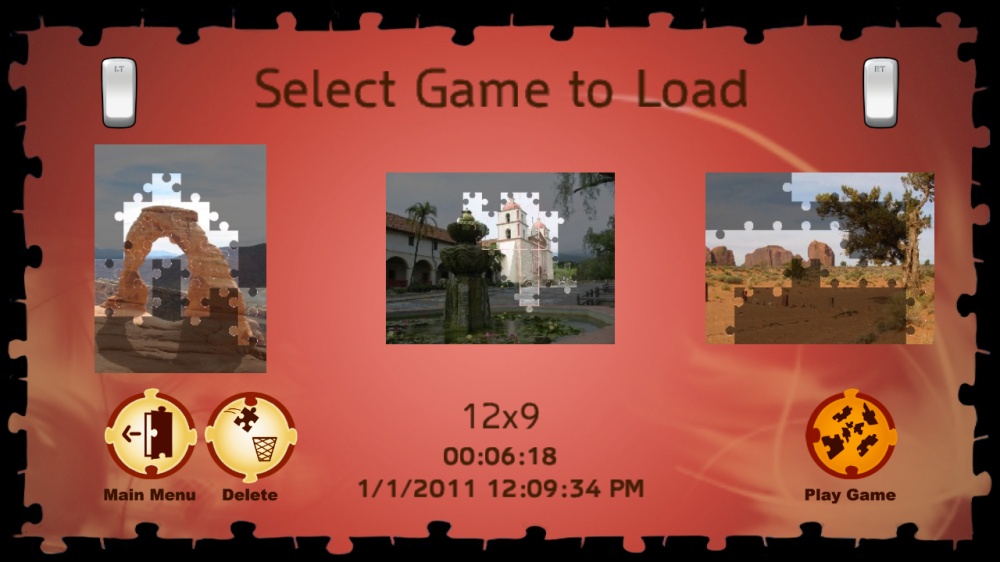 LT
RT
Select Game to Load
12x9
00:06:18
1/1/2011 12:09:34 PM
Main Menu
Delete
Play Game